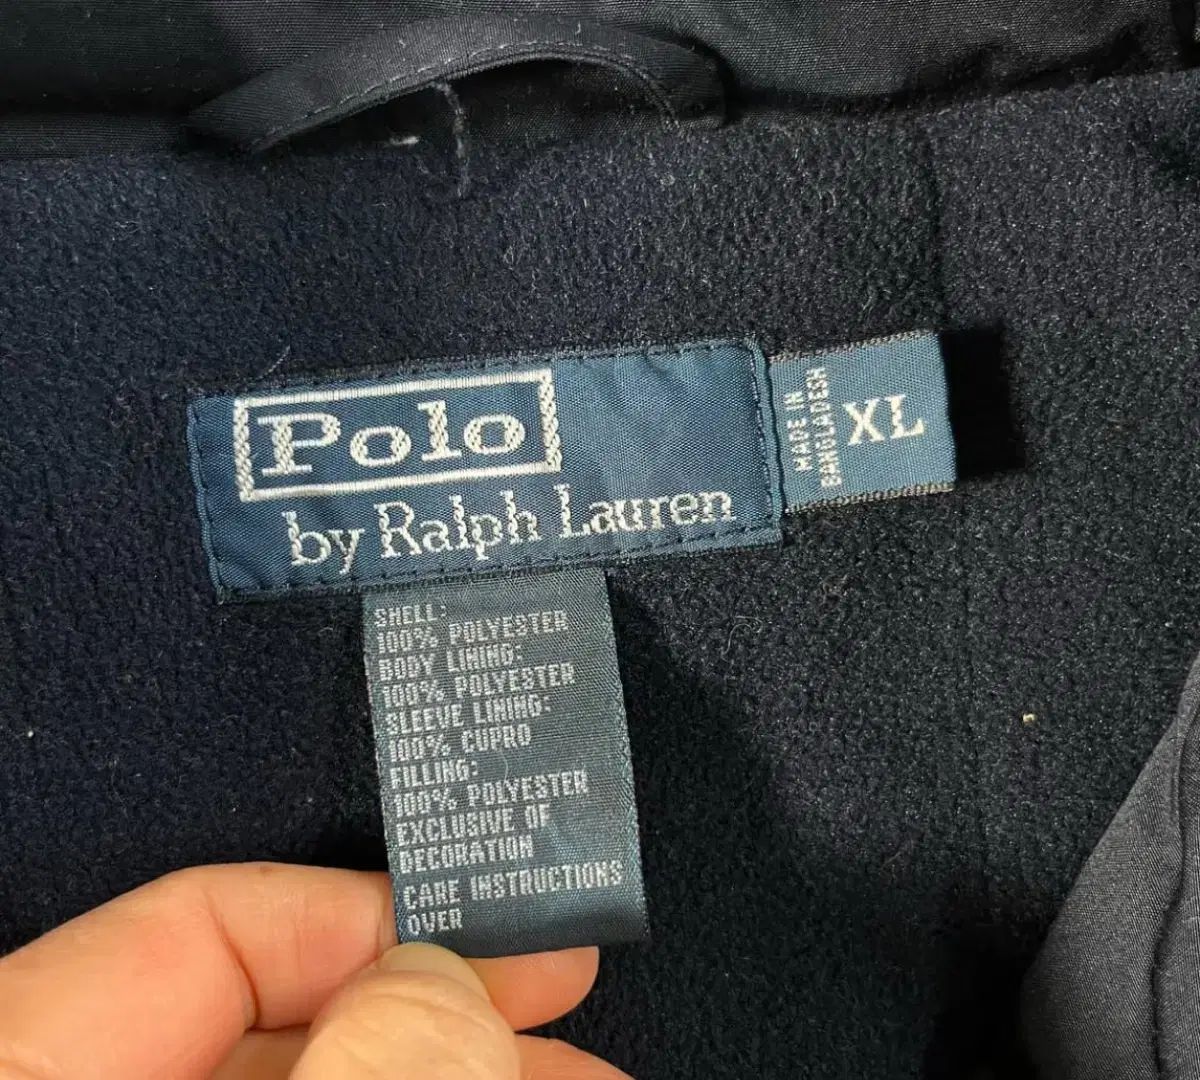 Polo
by Ralph Lauren
MADE IN
BANGLADESH
XL
SHELL:
100% POLYESTER
BODY LINING:
100% POLYESTER
SLEEVE LINING:
100% CUPRO
FILLING:
100% POLYESTER
EXCLUSIVE OF
DECORATION
CARE INSTRUCTIONS
OVER